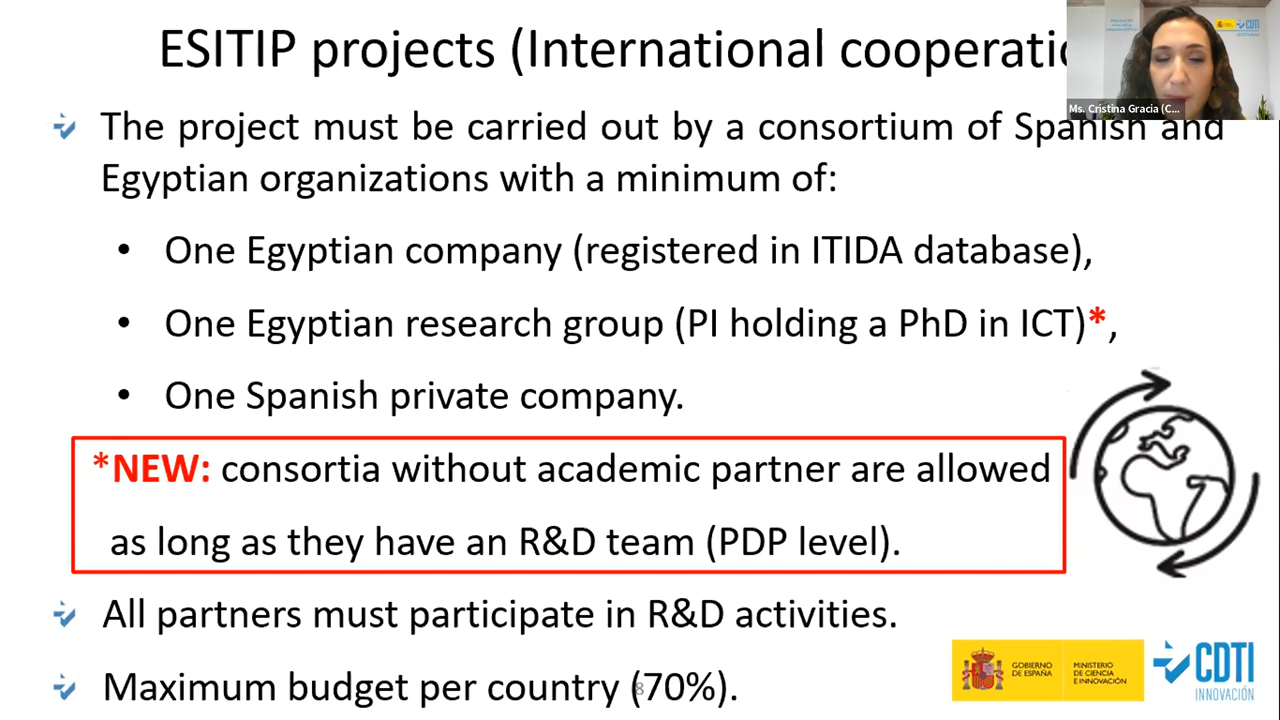 ESITIP projects (International cooperatio
Ms. Cristina Gracia (C...
The project must be carried out by a consortium of Spanish and
Egyptian organizations with a minimum of:
• One Egyptian company (registered in ITIDA database),
• One Egyptian research group (PI holding a PhD in ICT)*,
• One Spanish private company.
*NEW: consortia without academic partner are allowed
as long as they have an R&D team (PDP level).
All partners must participate in R&D activities.
Maximum budget per country (70%).
8
GOBIERNO
DE ESPAÑA
MINISTERIO
DE CIENCIA
E INNOVACIÓN
CDTI
INNOVACIÓN
CDTI